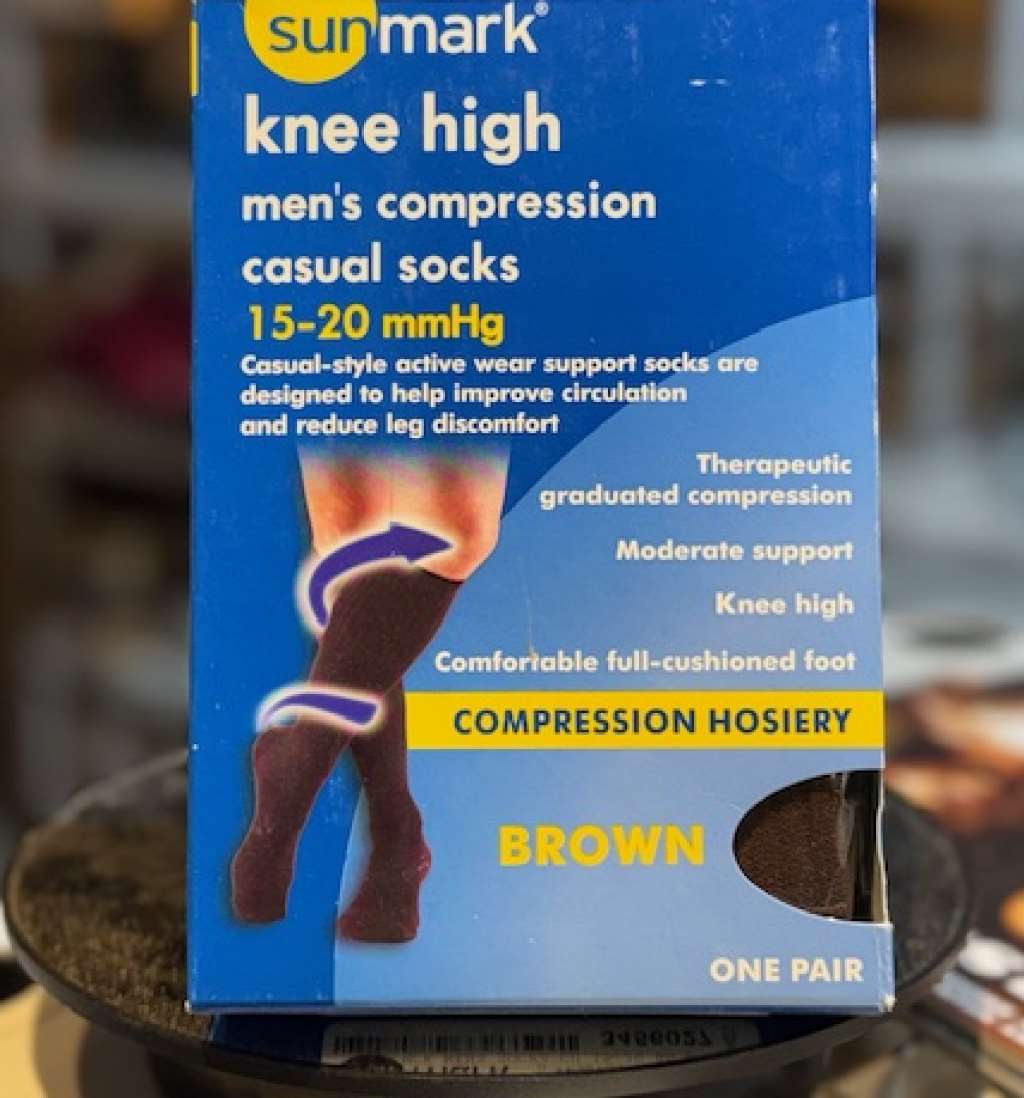 sunmark®
knee high
men's compression
casual socks
15-20 mmHg
Casual-style active wear support socks are
designed to help improve circulation
and reduce leg discomfort
Therapeutic
graduated compression
Moderate support
Knee high
Comfortable full-cushioned foot
COMPRESSION HOSIERY
BROWN
ONE PAIR
3456027